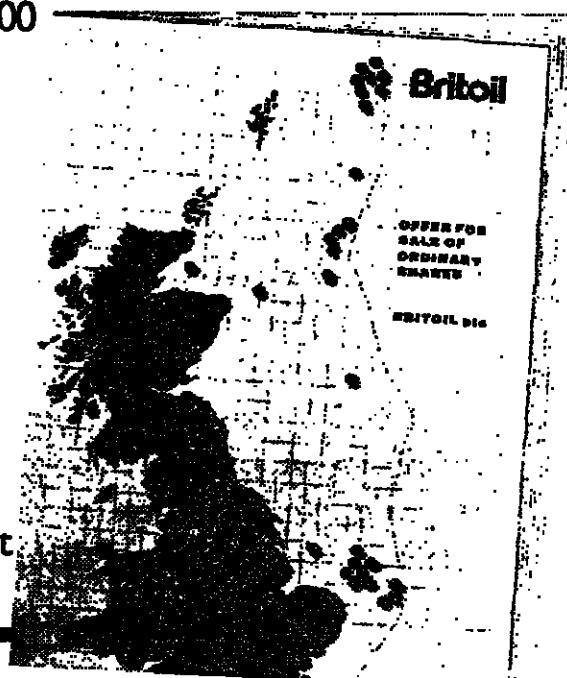 00
Britoil
OFFER FOR
SALE OF
ORDINARY
SHARES
BRITOIL plc
t